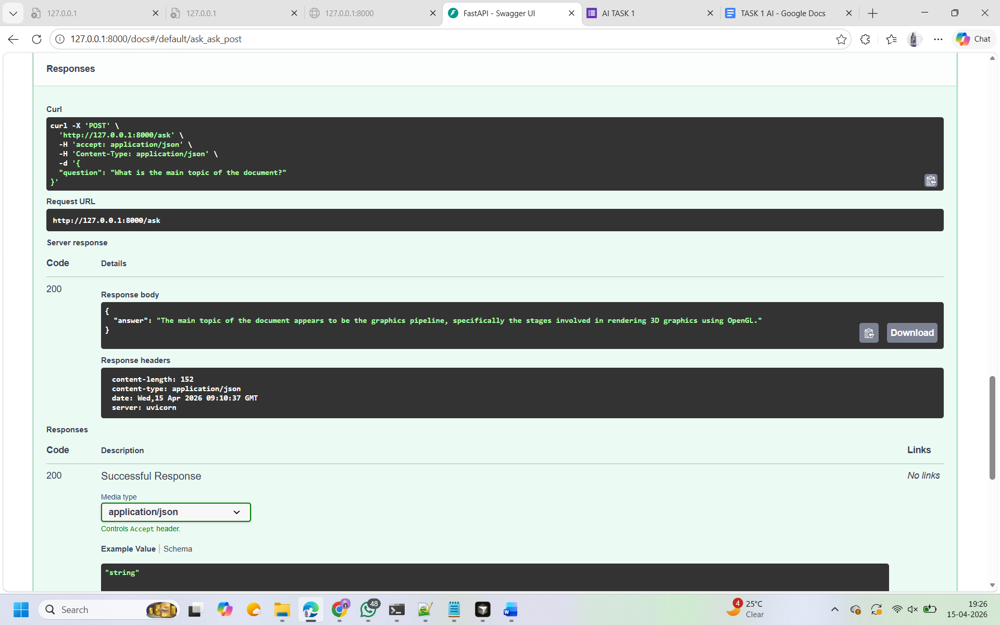 127.0.0.1
127.0.0.1
127.0.0.1:8000
FastAPI - Swagger UI
AI TASK 1
TASK 1 AI - Google Docs
127.0.0.1:8000/docs#/default/ask_ask_post
Chat
Responses
Curl
curl -X 'POST' \
'http://127.0.0.1:8000/ask' \
-H 'accept: application/json' \
-H 'Content-Type: application/json' \
-d '{
"question": "What is the main topic of the document?"
}'
Request URL
http://127.0.0.1:8000/ask
Server response
Code Details
200
Response body
{
"answer": "The main topic of the document appears to be the graphics pipeline, specifically the stages involved in rendering 3D graphics using OpenGL."
}
Download
Response headers
content-length: 152
content-type: application/json
date: Wed,15 Apr 2026 09:10:37 GMT
server: uvicorn
Responses
Code Description Links
200 Successful Response No links
Media type
application/json
Controls Accept header.
Example Value Schema
"string"
Search
48
4
25°C
Clear
19:26
15-04-2026